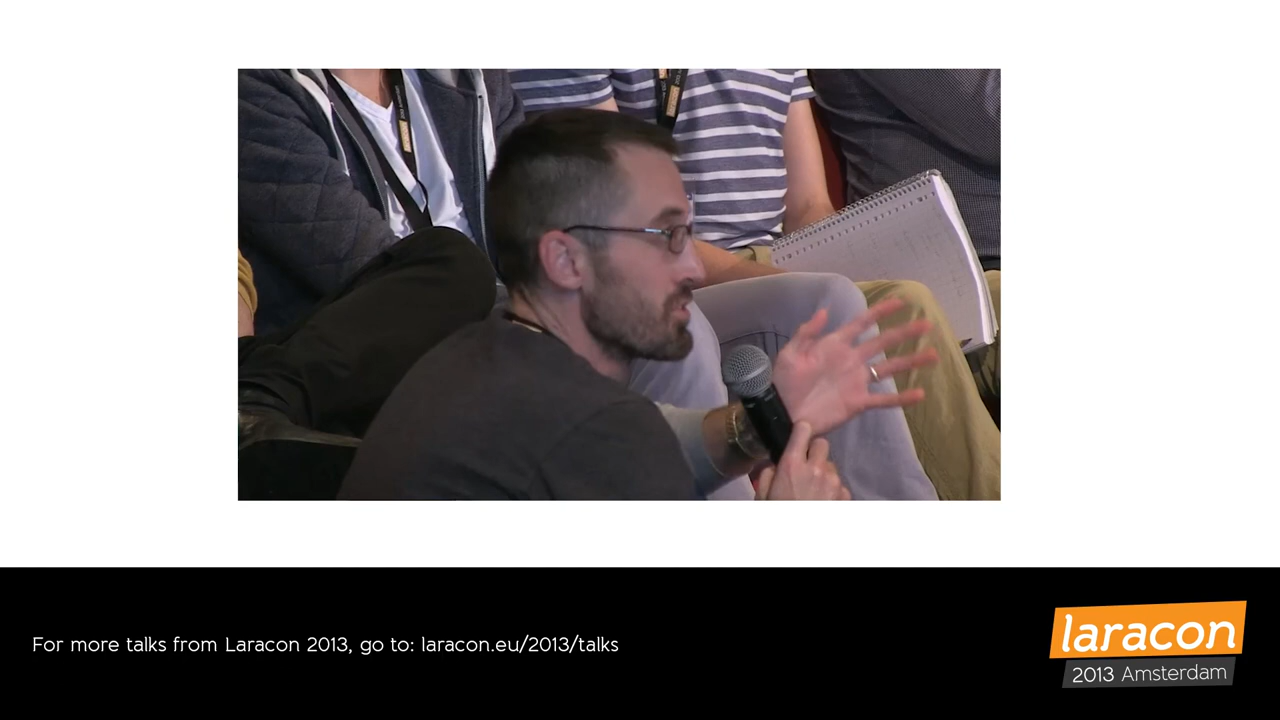 For more talks from Laracon 2013, go to: laracon.eu/2013/talks
laracon
2013 Amsterdam